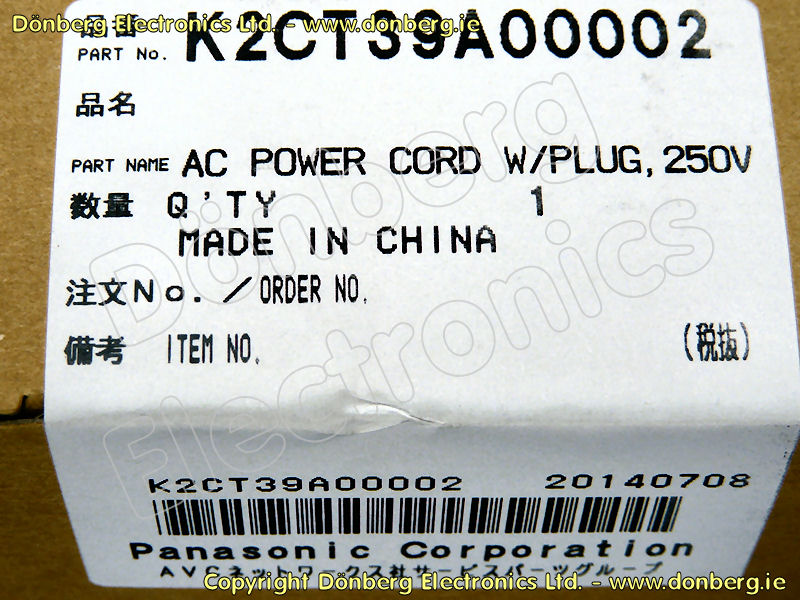 Dönberg Electronics Ltd. - www.donberg.ie
品番
PART No. K2CT39A00002
品名
PART NAME AC POWER CORD W/PLUG, 250V
数量 Q'TY 1
MADE IN CHINA
注文No. ／ORDER NO.
備考 ITEM NO. (税抜)
Dönberg
Electronics
K2CT39A00002 20140708
Panasonic Corporation
AVCネットワークス社サービスパーツグループ
Copyright Dönberg Electronics Ltd. - www.donberg.ie